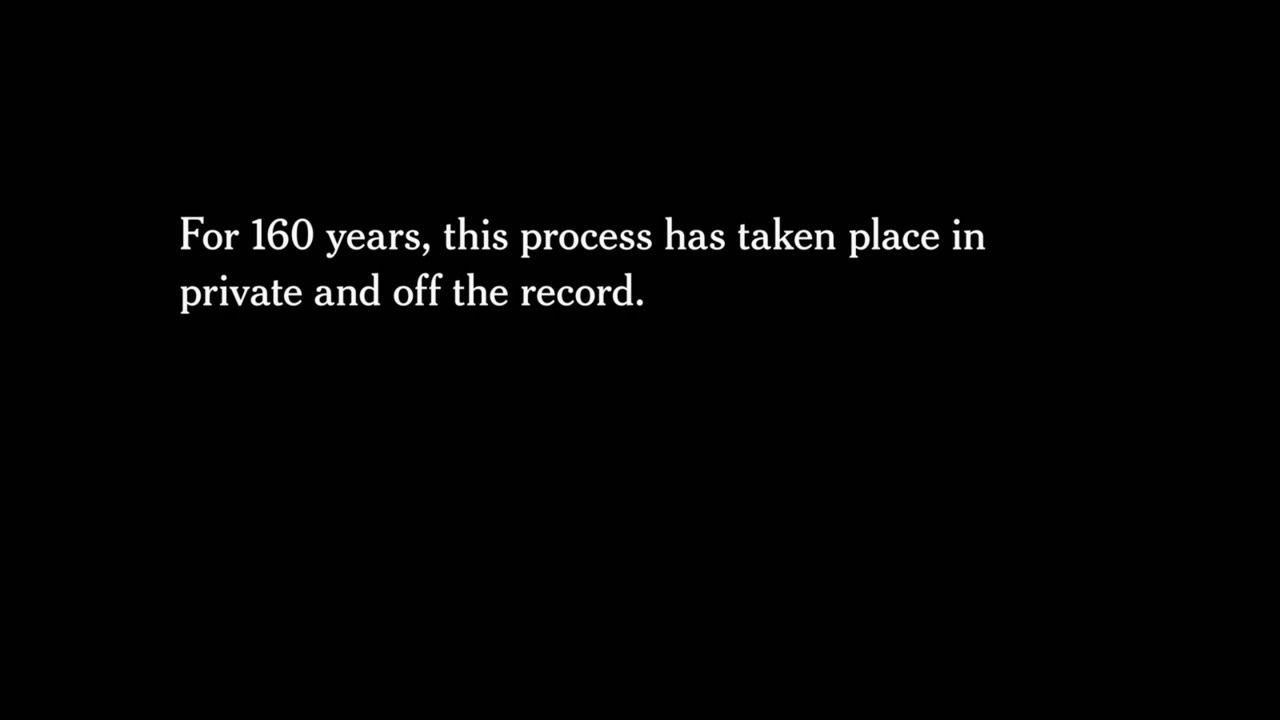 For 160 years, this process has taken place in
private and off the record.